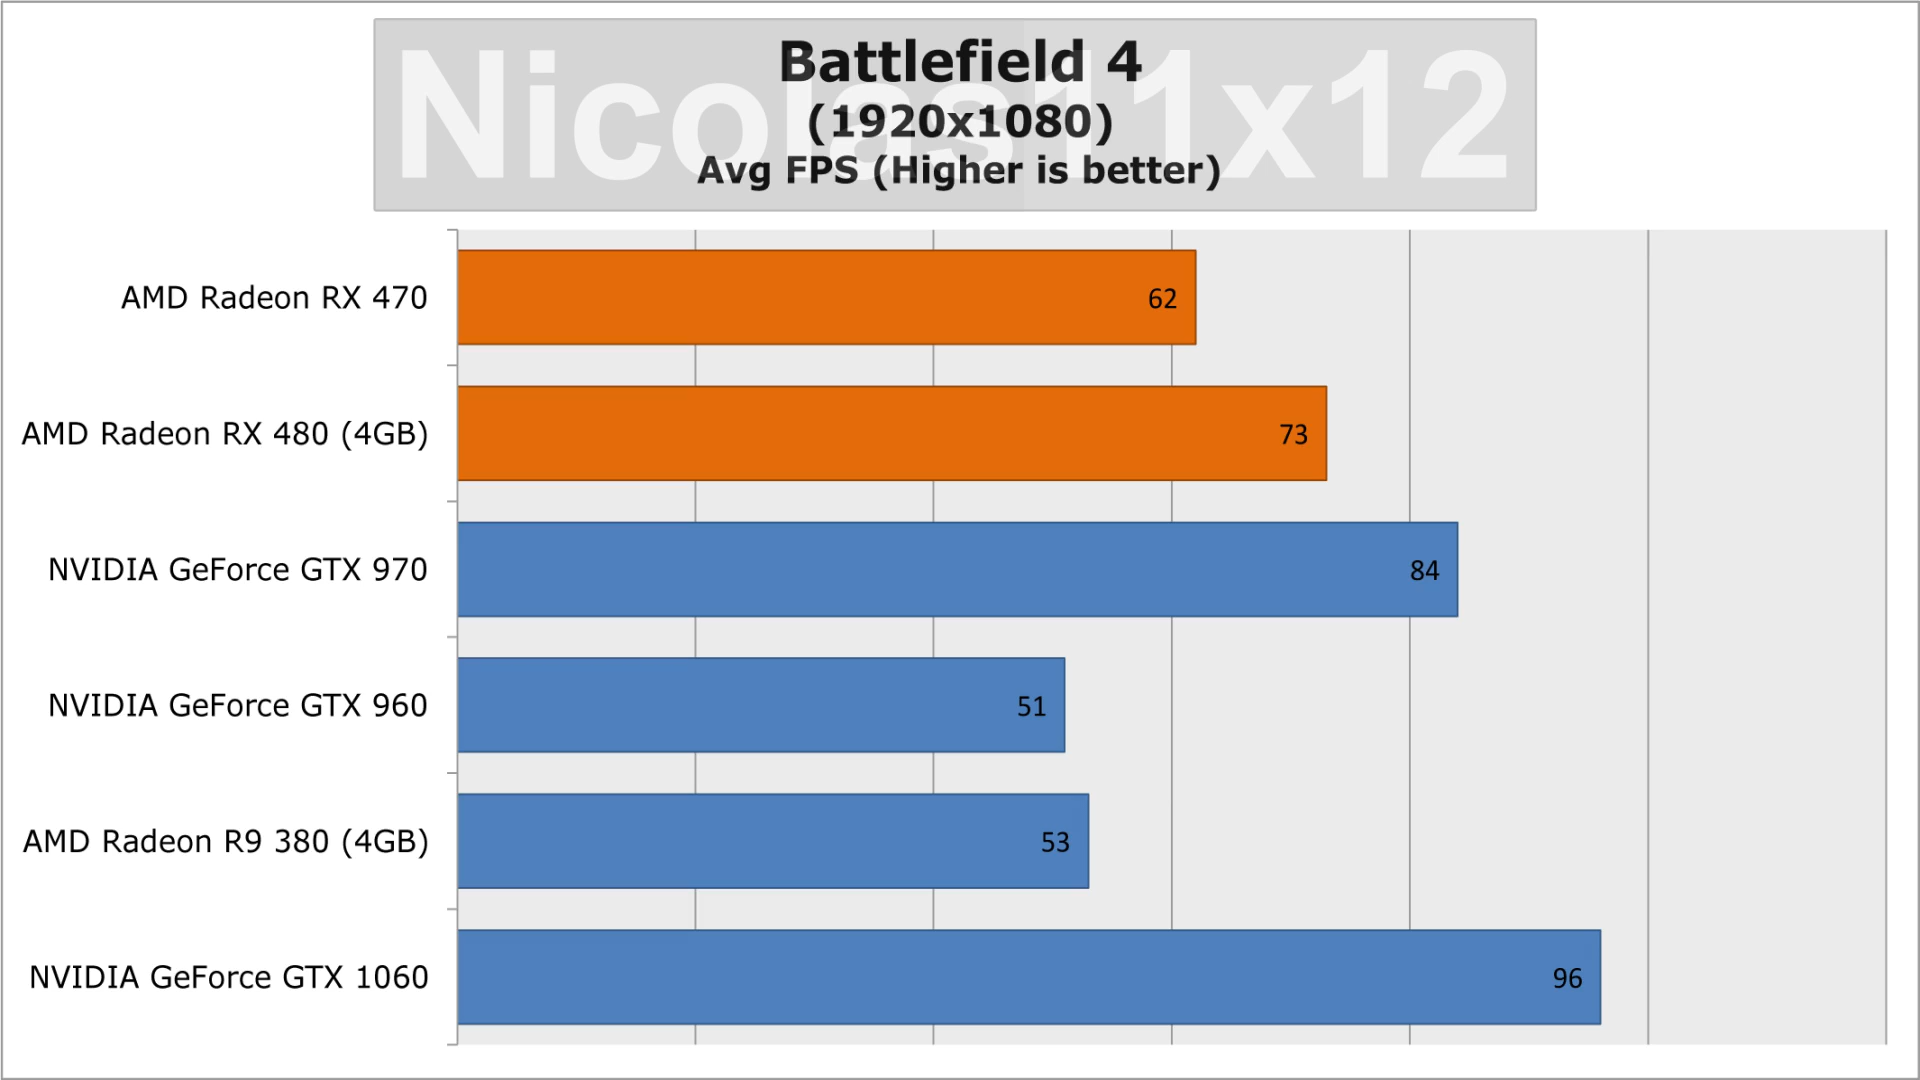 Nicolas11x12
Battlefield 4
(1920x1080)
Avg FPS (Higher is better)
AMD Radeon RX 470
62
AMD Radeon RX 480 (4GB)
73
NVIDIA GeForce GTX 970
84
NVIDIA GeForce GTX 960
51
AMD Radeon R9 380 (4GB)
53
NVIDIA GeForce GTX 1060
96